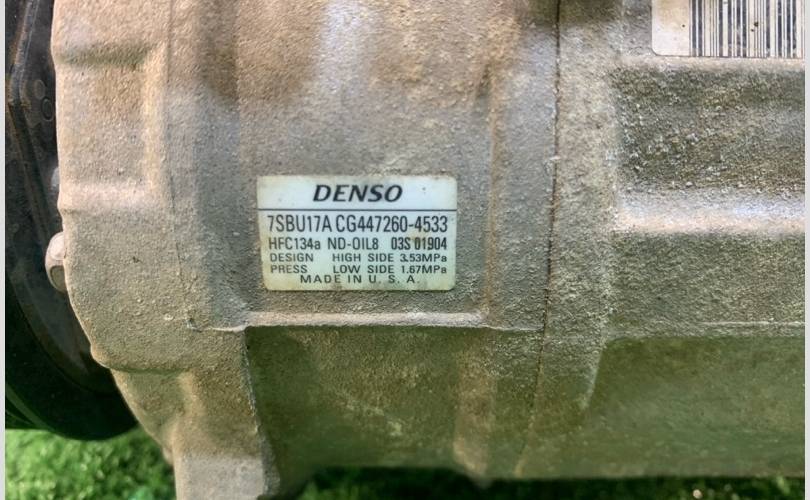 DENSO
7SBU17A CG447260-4533
HFC134a ND-OIL8 03S 01904
DESIGN HIGH SIDE 3.53MPa
PRESS LOW SIDE 1.67MPa
MADE IN U. S. A.